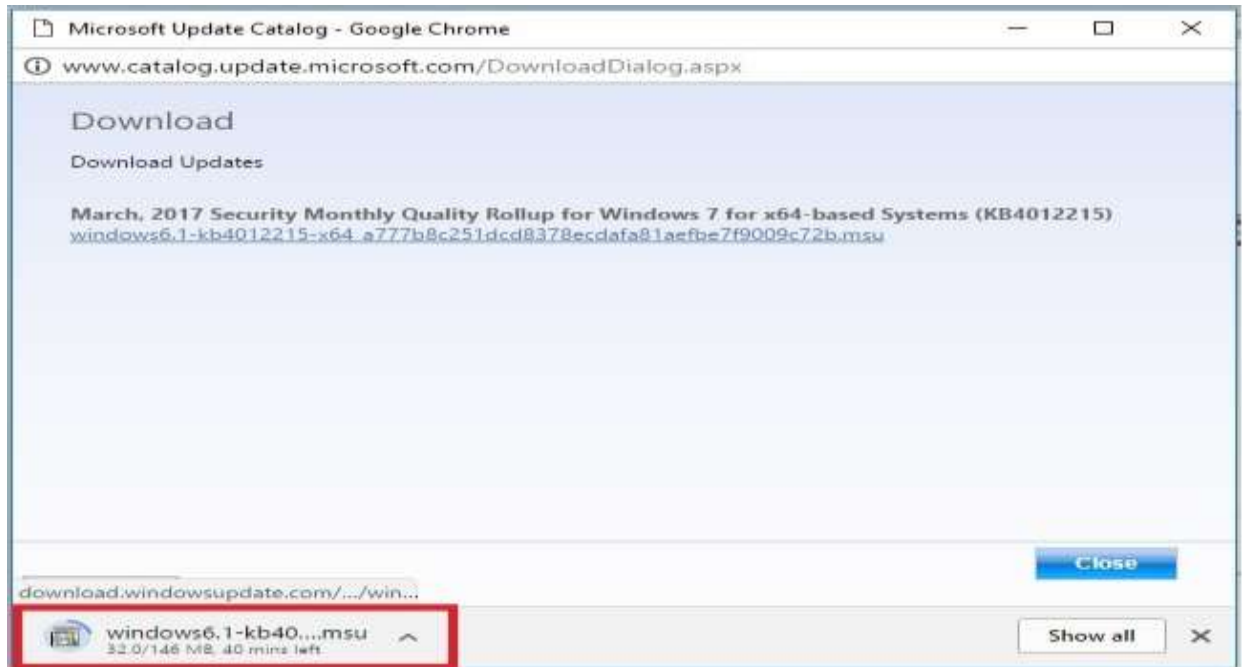 Microsoft Update Catalog - Google Chrome
www.catalog.update.microsoft.com/DownloadDialog.aspx
Download
Download Updates
March, 2017 Security Monthly Quality Rollup for Windows 7 for x64-based Systems (KB4012215)
windows6.1-kb4012215-x64_a777b8c251dcd8378ecdafa81aefbe7f9009c72b.msu
Close
download.windowsupdate.com/.../win...
windows6.1-kb40....msu
32.0/146 MB, 40 mins left
Show all